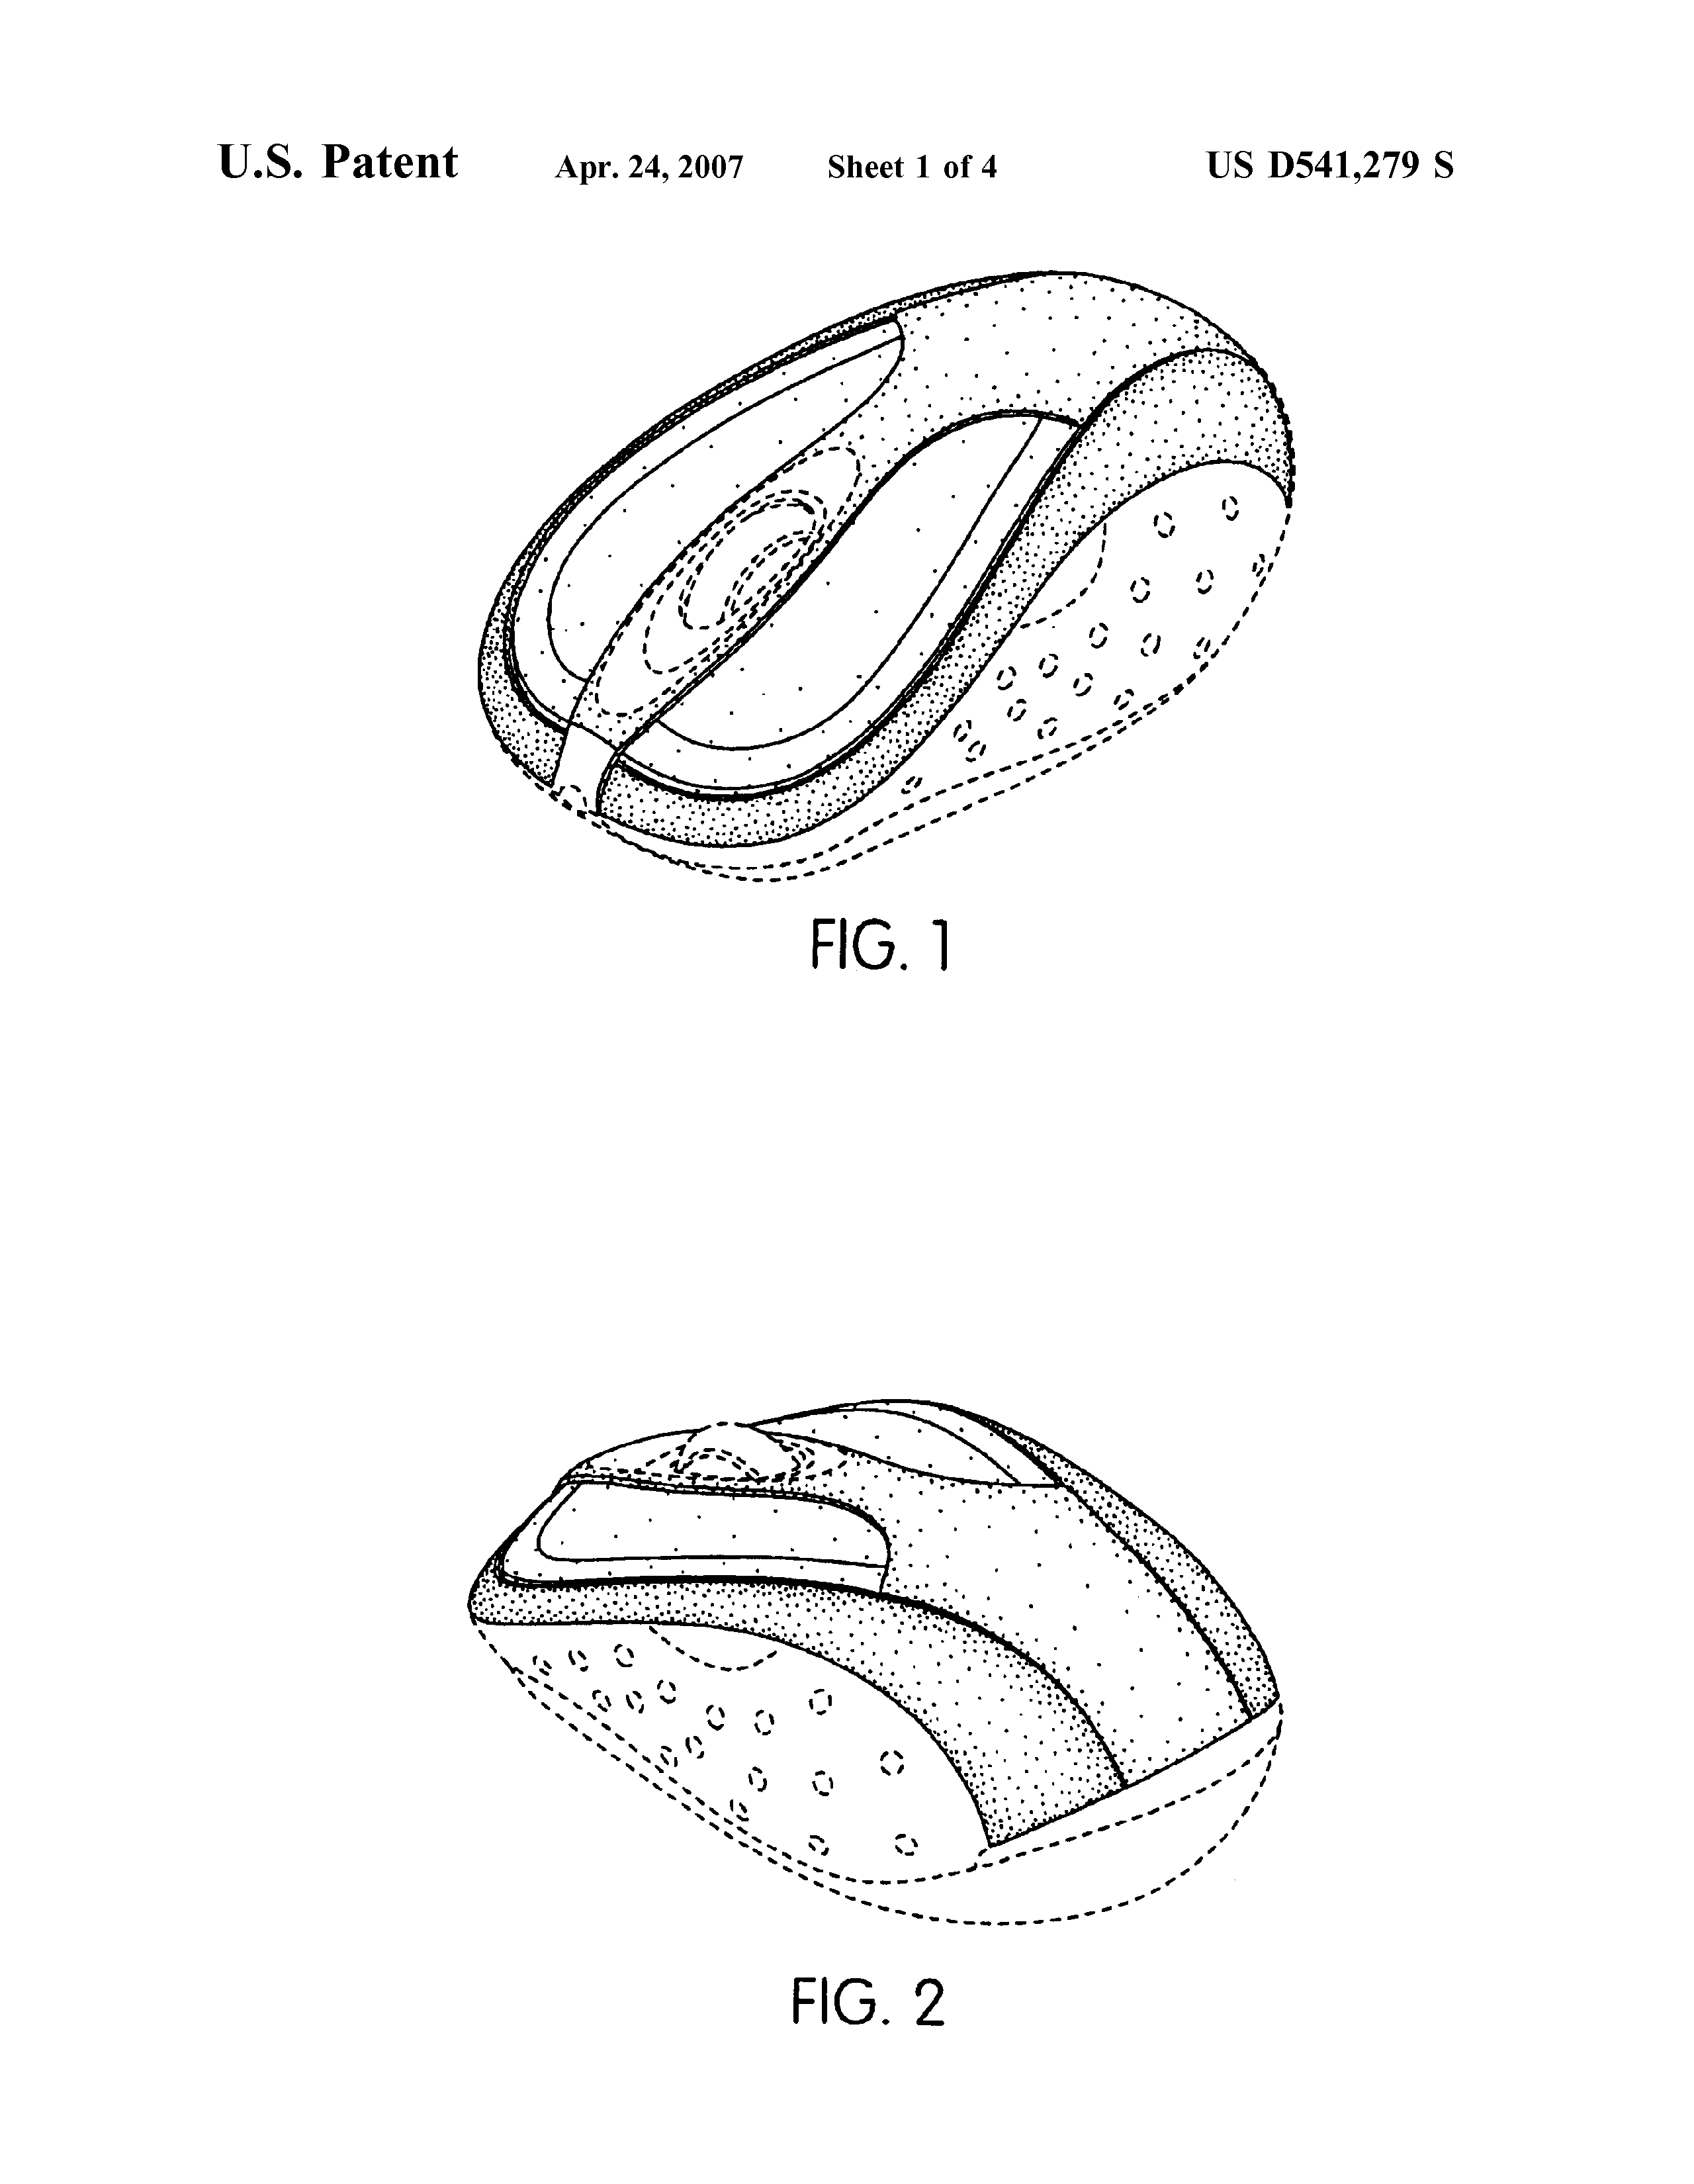 U.S. Patent Apr. 24, 2007 Sheet 1 of 4 US D541,279 S
FIG. 1
FIG. 2